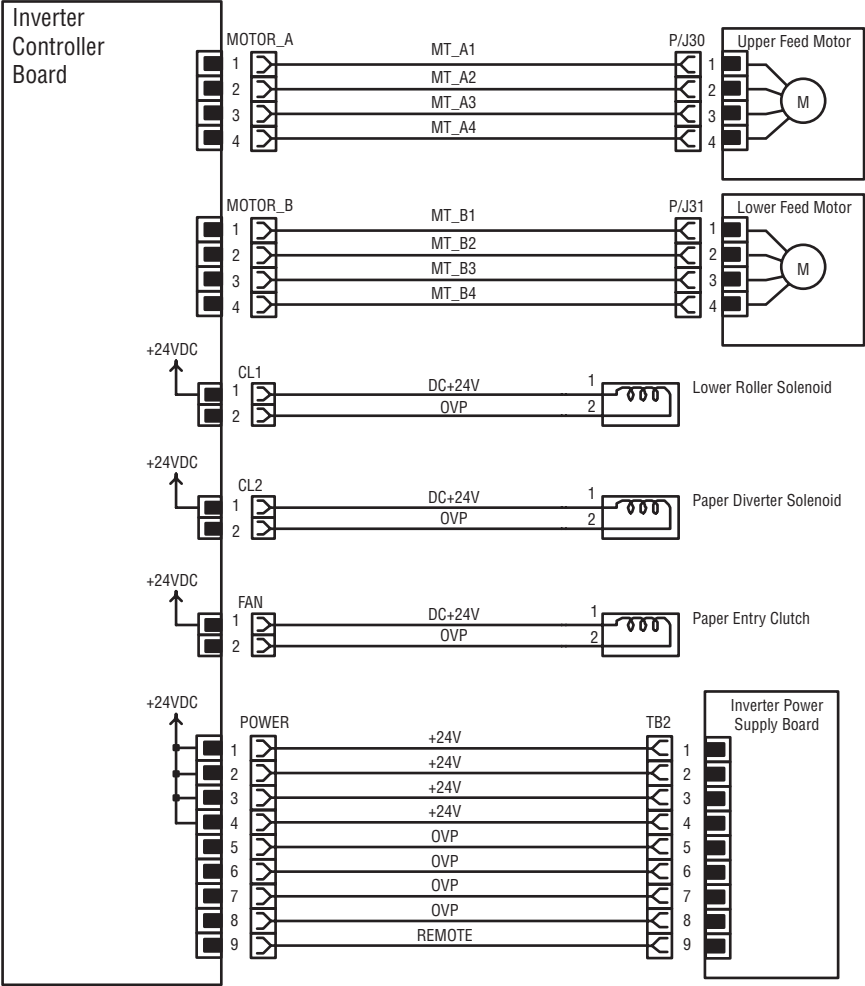 Inverter
Controller
Board
MOTOR_A
P/J30
Upper Feed Motor
1 MT_A1 1
2 MT_A2 2
3 MT_A3 3
4 MT_A4 4
M
MOTOR_B
P/J31
Lower Feed Motor
1 MT_B1 1
2 MT_B2 2
3 MT_B3 3
4 MT_B4 4
M
+24VDC
CL1
1 DC+24V 1
2 OVP 2
Lower Roller Solenoid
+24VDC
CL2
1 DC+24V 1
2 OVP 2
Paper Diverter Solenoid
+24VDC
FAN
1 DC+24V 1
2 OVP 2
Paper Entry Clutch
+24VDC
POWER
TB2
Inverter Power
Supply Board
1 +24V 1
2 +24V 2
3 +24V 3
4 +24V 4
5 OVP 5
6 OVP 6
7 OVP 7
8 OVP 8
9 REMOTE 9